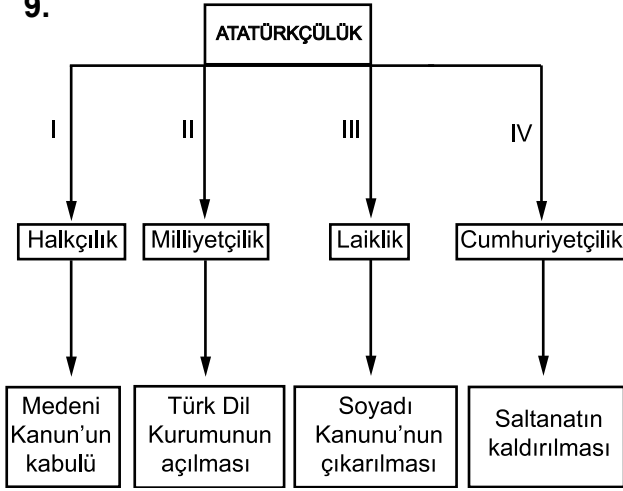 9.
ATATÜRKÇÜLÜK
I II III IV
Halkçılık Milliyetçilik Laiklik Cumhuriyetçilik
Medeni
Kanun'un
kabulü
Türk Dil
Kurumunun
açılması
Soyadı
Kanunu'nun
çıkarılması
Saltanatın
kaldırılması